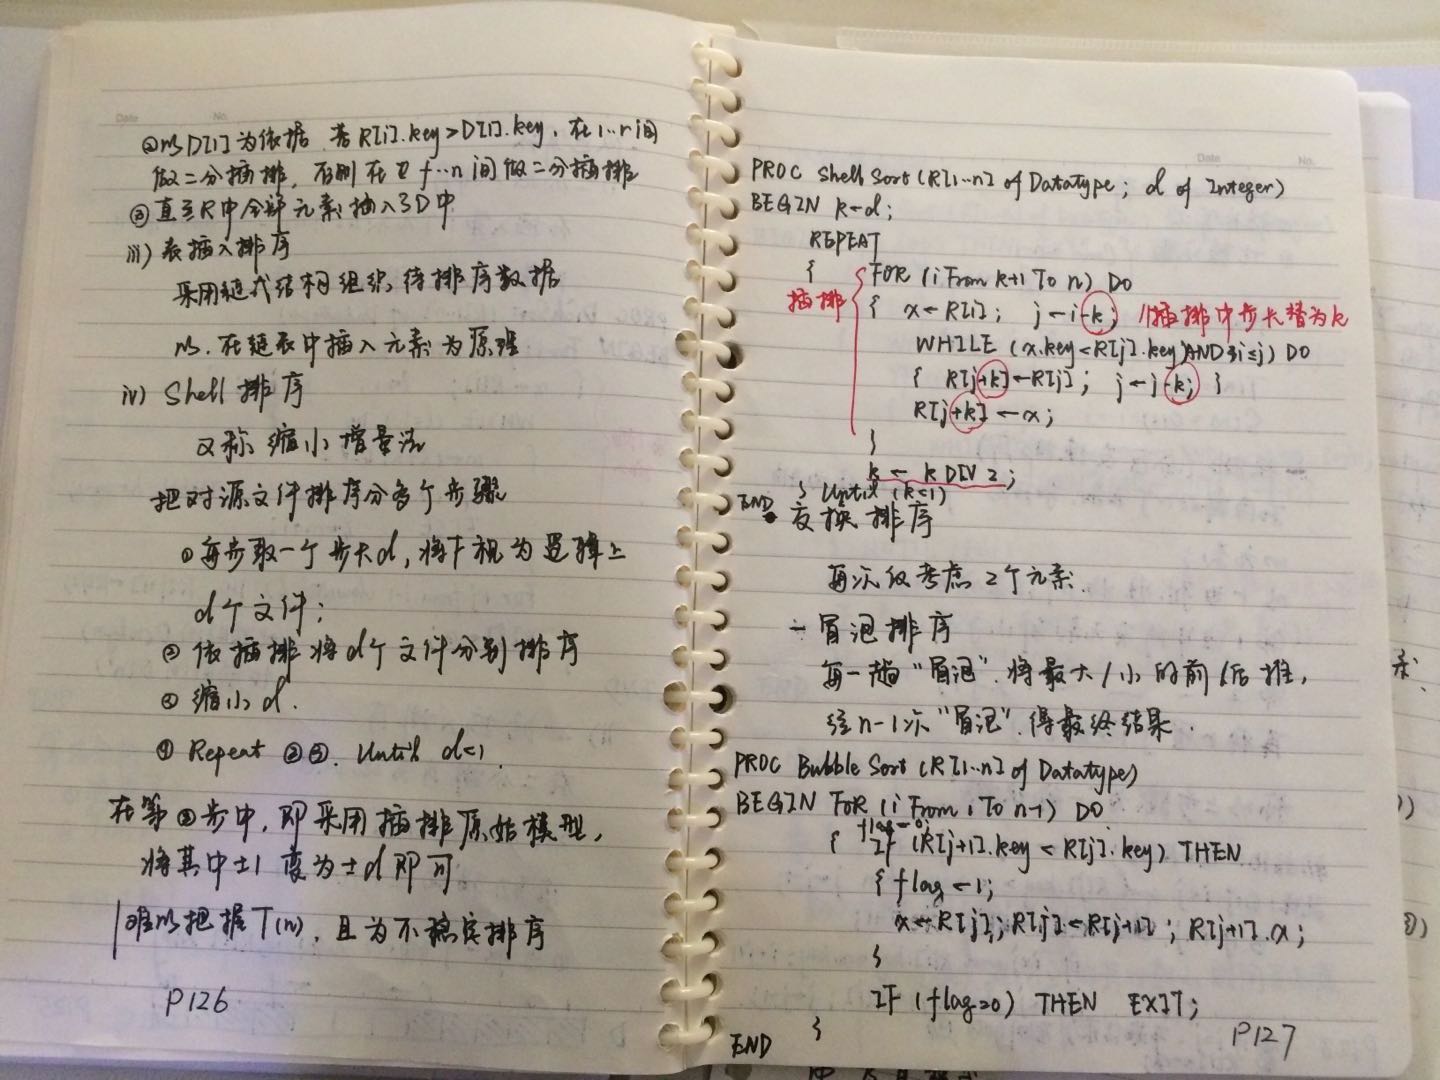 ②以D[1]为依据.若R[i].key>D[1].key,在1…r间
做二分插排,否则在 f…n间做二分插排
③直至R中全部元素插入到D中
iii) 表插入排序
采用链式结构组织待排序数据
以.在链表中插入元素为原理
iv) Shell 排序
又称缩小增量法
把对源文件排序分多个步骤
①每步取一个步长d,将F视为逻辑上
d个文件;
②依插排将d个文件分别排序
③缩小d.
④ Repeat ②③. Until d=1.
在第②步中,即采用插排原始模型,
将其中±1 变为±d即可
难以把握T(n),且为不稳定排序
P126
Date No.
PROC ShellSort(R[1…n] of Datatype; d of Integer)
BEGIN k←d;
REPEAT
{ FOR (i From k+1 To n) DO
插排 { x←R[i]; j←i-k; //插排中步长替为k
WHILE (x.key<R[j].key)AND(1≤j) DO
{ R[j+k]←R[j]; j←j-k; }
R[j+k]←x;
}
k←k DIV 2;
} Until (k=1)
END
• 交换排序
每次仅考虑2个元素.
- 冒泡排序
每一趟"冒泡".将最大/小的前/后推,
经n-1次"冒泡".得最终结果.
PROC BubbleSort(R[1…n] of Datatype)
BEGIN FOR (i From 1 To n-1) DO
flag=0;
{ IF (R[j+1].key<R[j].key) THEN
{ flag←1;
x←R[j]; R[j]←R[j+1]; R[j+1].x;
}
IF (flag=0) THEN EXIT;
}
END
P127